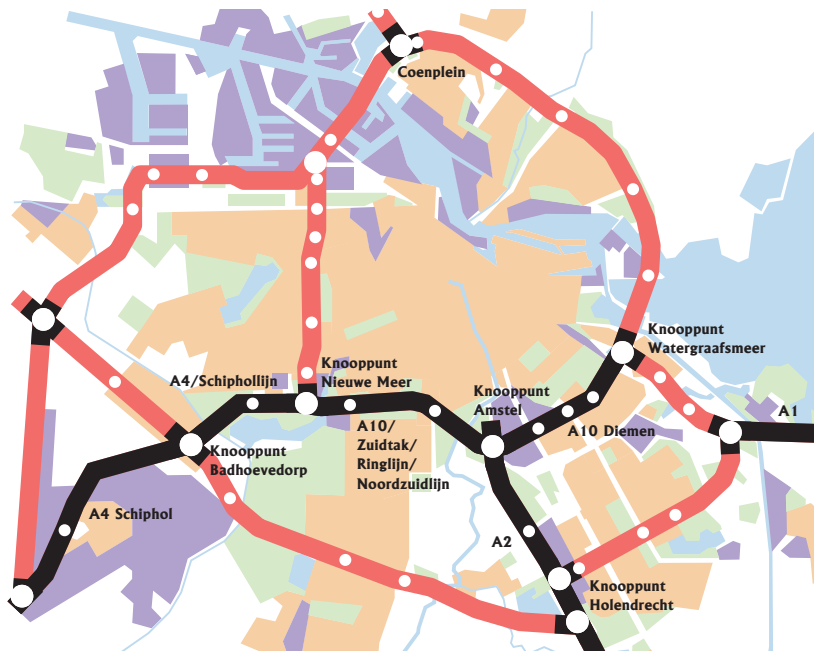 Coenplein
Knooppunt
Watergraafsmeer
Knooppunt
Nieuwe Meer
A4/Schiphollijn
Knooppunt
Amstel
A1
A10/
Zuidtak/
Ringlijn/
Noordzuidlijn
A10 Diemen
Knooppunt
Badhoevedorp
A4 Schiphol
A2
Knooppunt
Holendrecht